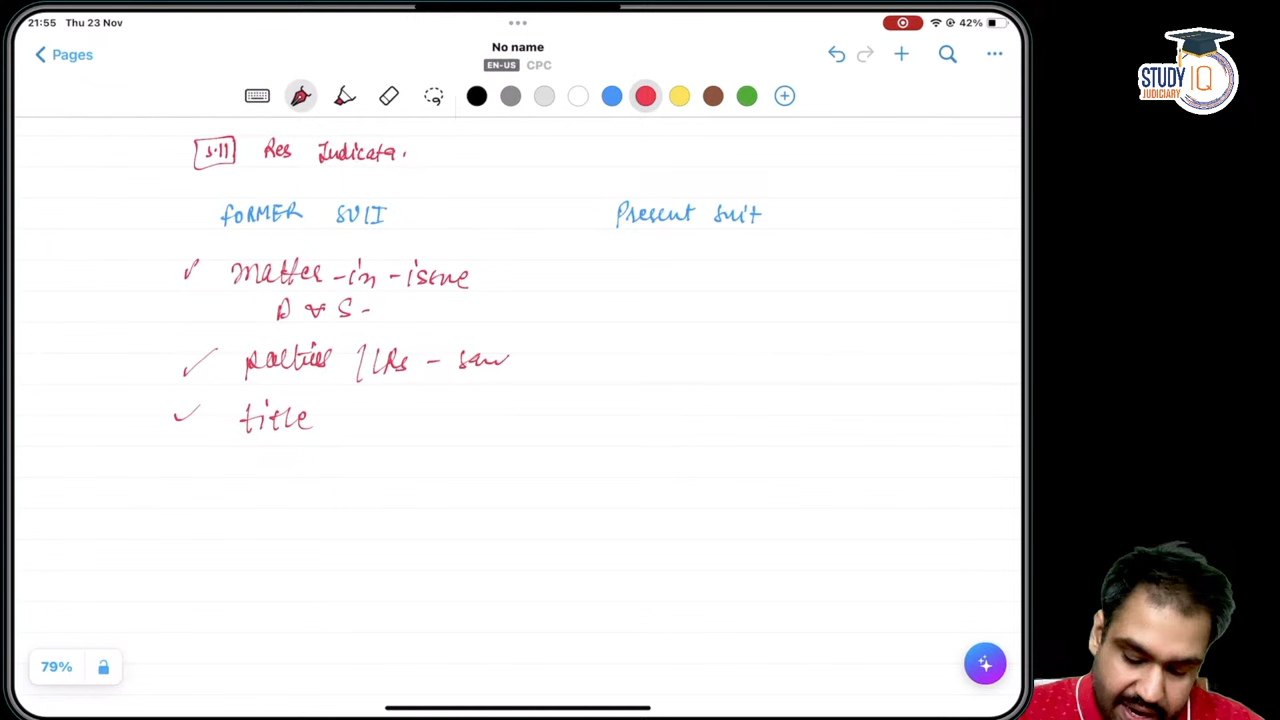 21:55 Thu 23 Nov
42%
Pages
No name
EN-US CPC
STUDY IQ
JUDICIARY
S.11 Res Judicata.
FORMER SUIT Present Suit
matter-in-issue
D & S -
parties / LRs - same
title
79%